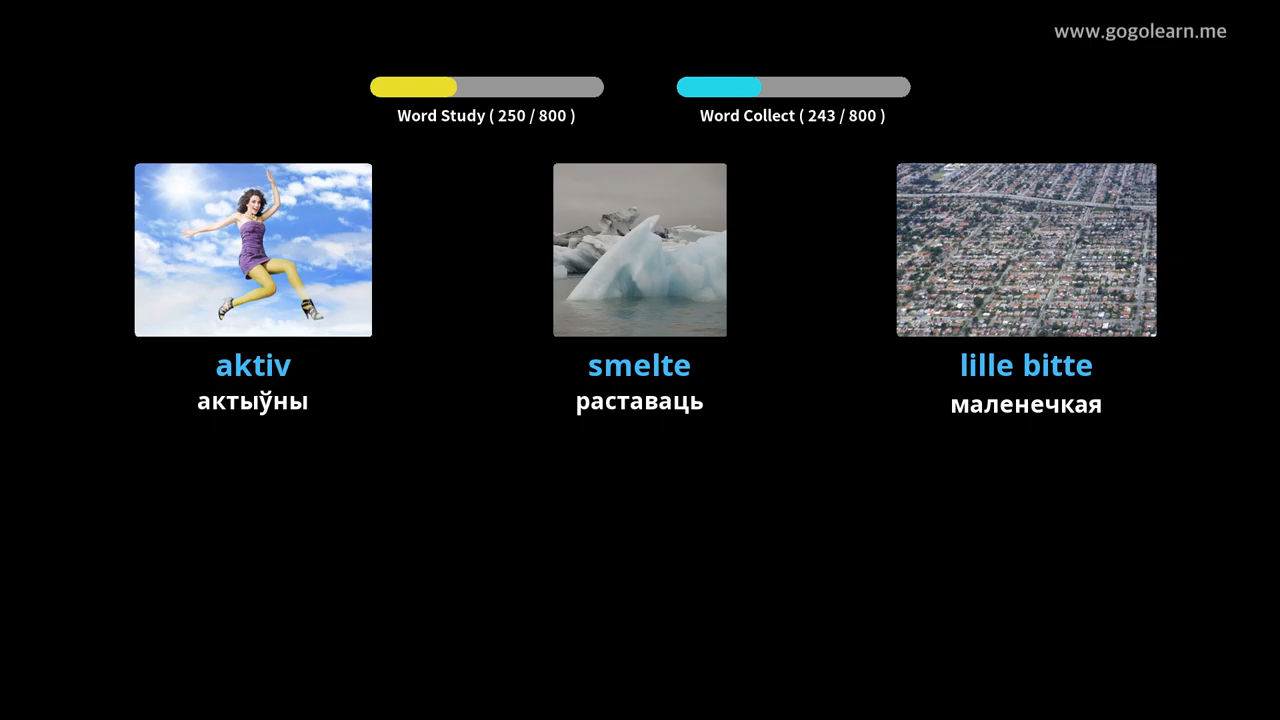 www.gogolearn.me
Word Study ( 250 / 800 )
Word Collect ( 243 / 800 )
aktiv
smelte
lille bitte
актыўны
раставаць
маленечкая